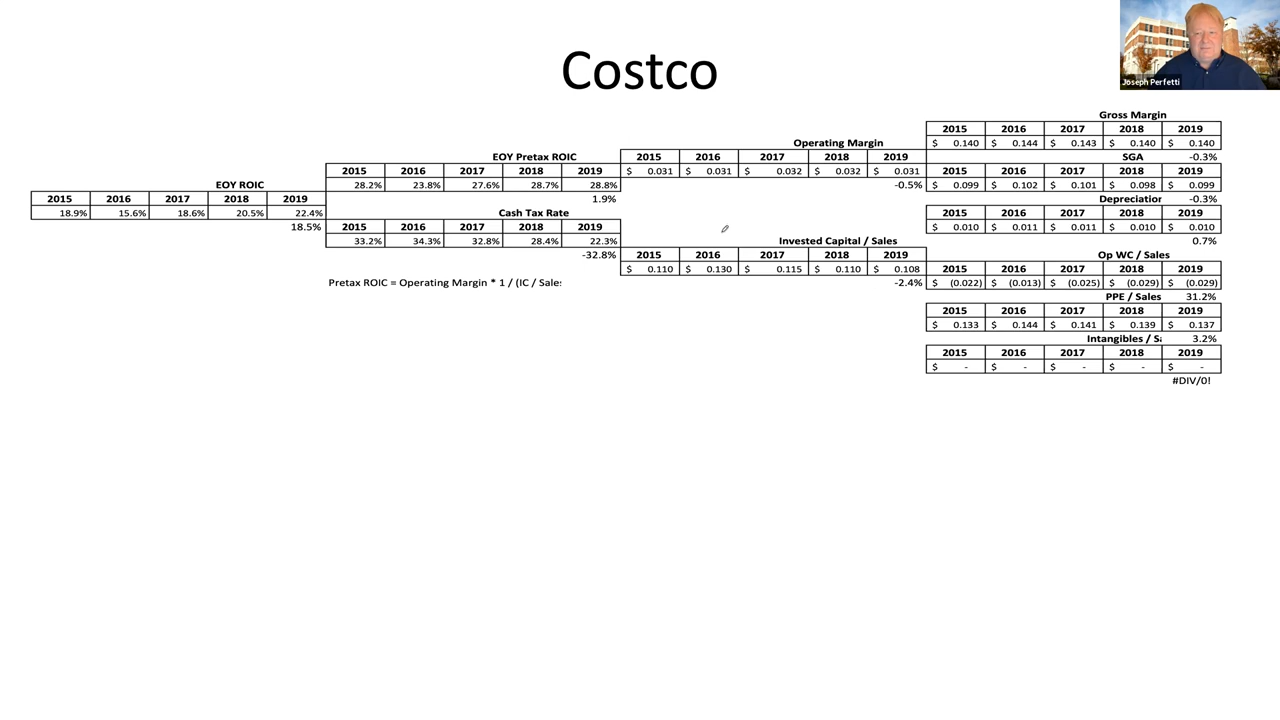 Costco
Joseph Perfetti
Gross Margin
2015 2016 2017 2018 2019
$ 0.140 $ 0.144 $ 0.143 $ 0.140 $ 0.140
-0.3%
Operating Margin
2015 2016 2017 2018 2019
$ 0.031 $ 0.031 $ 0.032 $ 0.032 $ 0.031
-0.5%
SGA
2015 2016 2017 2018 2019
$ 0.099 $ 0.102 $ 0.101 $ 0.098 $ 0.099
-0.3%
EOY Pretax ROIC
2015 2016 2017 2018 2019
28.2% 23.8% 27.6% 28.7% 28.8%
1.9%
EOY ROIC
2015 2016 2017 2018 2019
18.9% 15.6% 18.6% 20.5% 22.4%
18.5%
Depreciation
2015 2016 2017 2018 2019
$ 0.010 $ 0.011 $ 0.011 $ 0.010 $ 0.010
0.7%
Cash Tax Rate
2015 2016 2017 2018 2019
33.2% 34.3% 32.8% 28.4% 22.3%
-32.8%
Invested Capital / Sales
2015 2016 2017 2018 2019
$ 0.110 $ 0.130 $ 0.115 $ 0.110 $ 0.108
-2.4%
Op WC / Sales
2015 2016 2017 2018 2019
$ (0.022) $ (0.013) $ (0.025) $ (0.029) $ (0.029)
31.2%
Pretax ROIC = Operating Margin * 1 / (IC / Sale
PPE / Sales
2015 2016 2017 2018 2019
$ 0.133 $ 0.144 $ 0.141 $ 0.139 $ 0.137
3.2%
Intangibles / Sa
2015 2016 2017 2018 2019
$ - $ - $ - $ - $ -
#DIV/0!